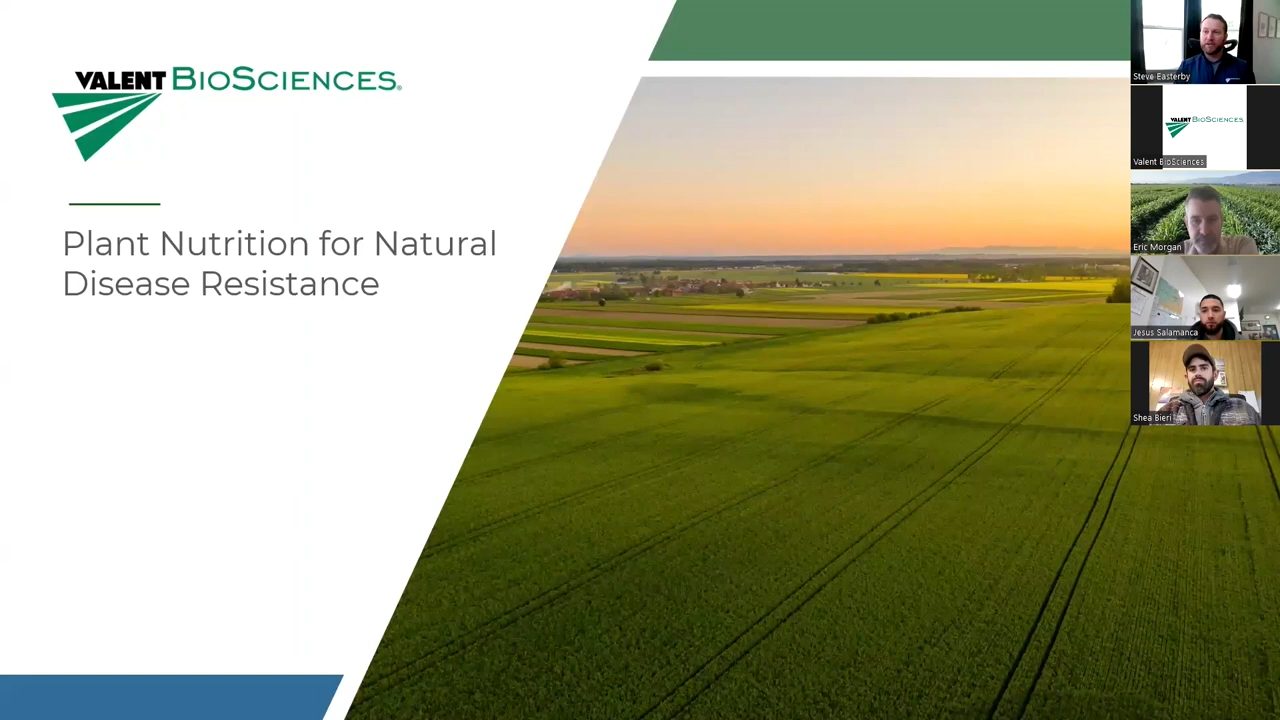 VALENT BIOSCIENCES®
Plant Nutrition for Natural
Disease Resistance
Steve Easterby
VALENT BIOSCIENCES
Valent BioSciences
Eric Morgan
Jesus Salamanca
Shea Bieri